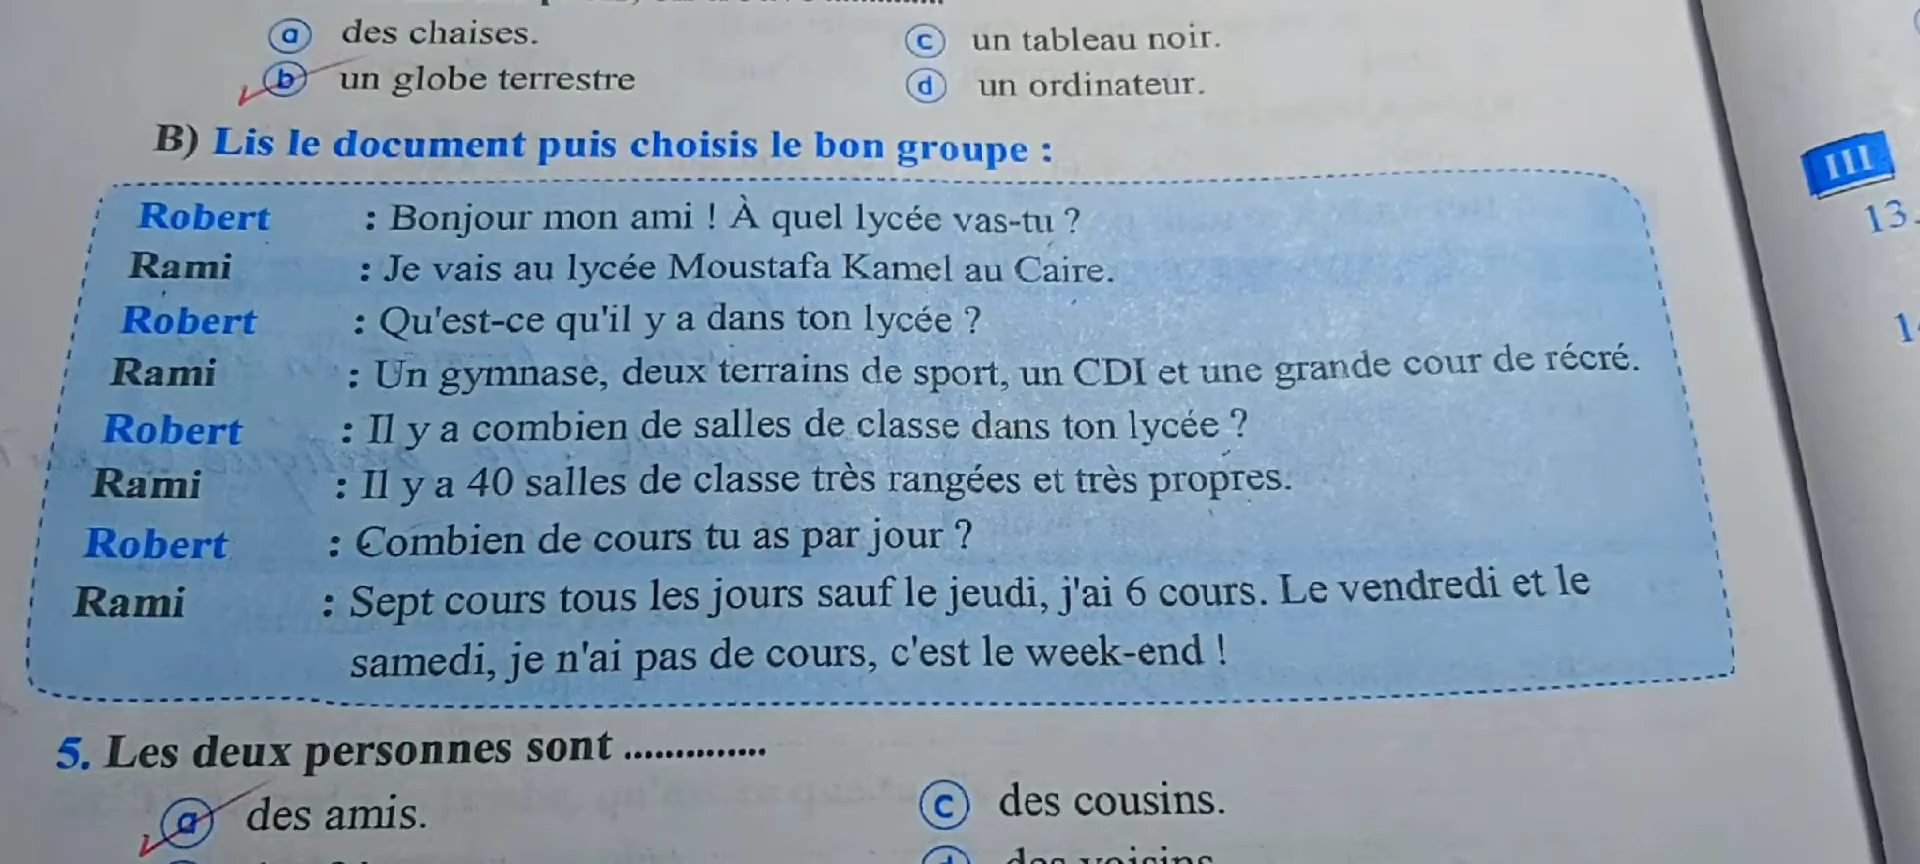 a des chaises.
c un tableau noir.
b un globe terrestre
d un ordinateur.
B) Lis le document puis choisis le bon groupe :
Robert : Bonjour mon ami ! À quel lycée vas-tu ?
Rami : Je vais au lycée Moustafa Kamel au Caire.
Robert : Qu'est-ce qu'il y a dans ton lycée ?
Rami : Un gymnase, deux terrains de sport, un CDI et une grande cour de récré.
Robert : Il y a combien de salles de classe dans ton lycée ?
Rami : Il y a 40 salles de classe très rangées et très propres.
Robert : Combien de cours tu as par jour ?
Rami : Sept cours tous les jours sauf le jeudi, j'ai 6 cours. Le vendredi et le
samedi, je n'ai pas de cours, c'est le week-end !
5. Les deux personnes sont ..............
a des amis.
c des cousins.
d des voisins
III
13.